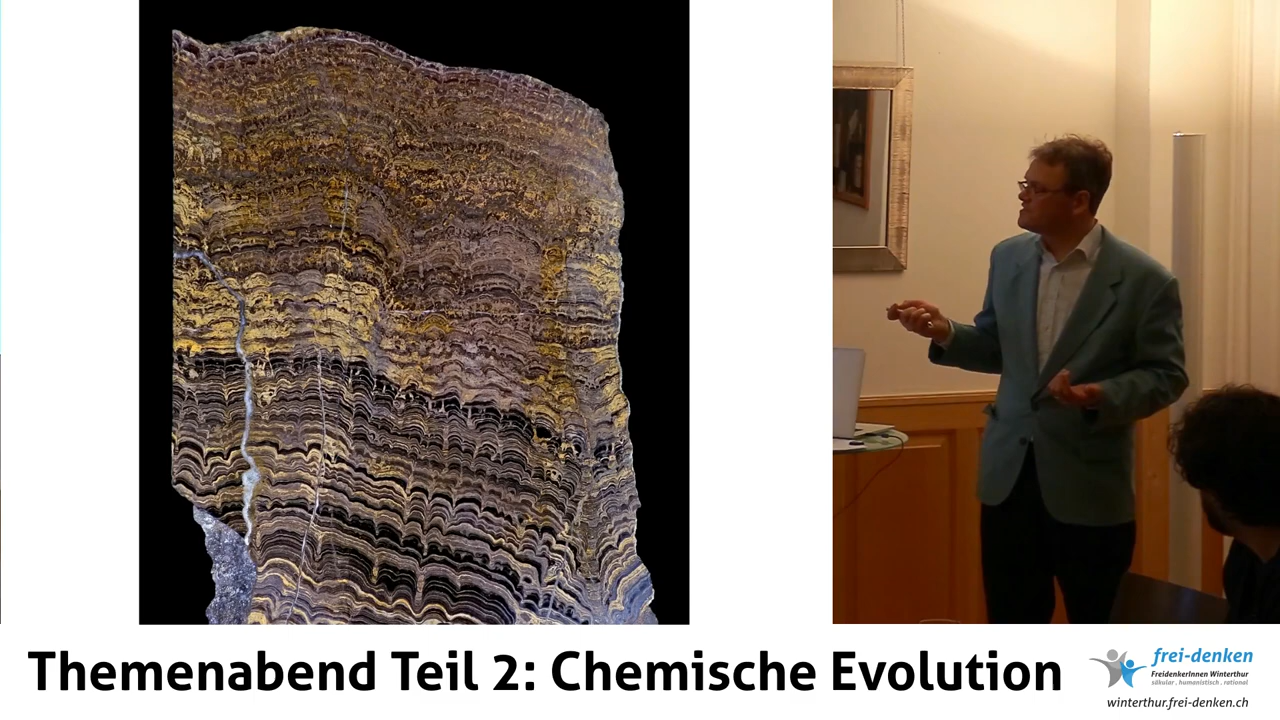 Themenabend Teil 2: Chemische Evolution
frei-denken
FreidenkerInnen Winterthur
säkular . humanistisch . rational
winterthur.frei-denken.ch